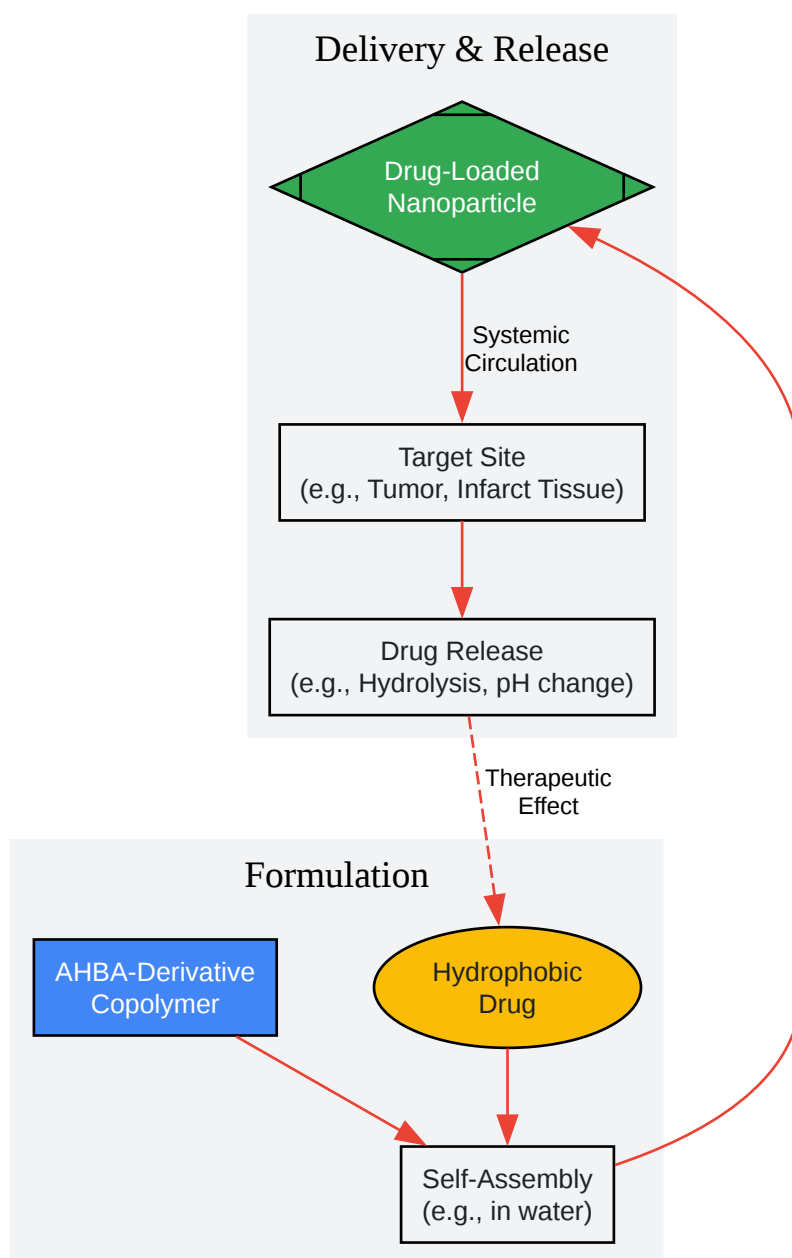 Delivery & Release
Drug-Loaded
Nanoparticle
Systemic
Circulation
Target Site
(e.g., Tumor, Infarct Tissue)
Drug Release
(e.g., Hydrolysis, pH change)
Therapeutic
Effect
Formulation
AHBA-Derivative
Copolymer
Hydrophobic
Drug
Self-Assembly
(e.g., in water)